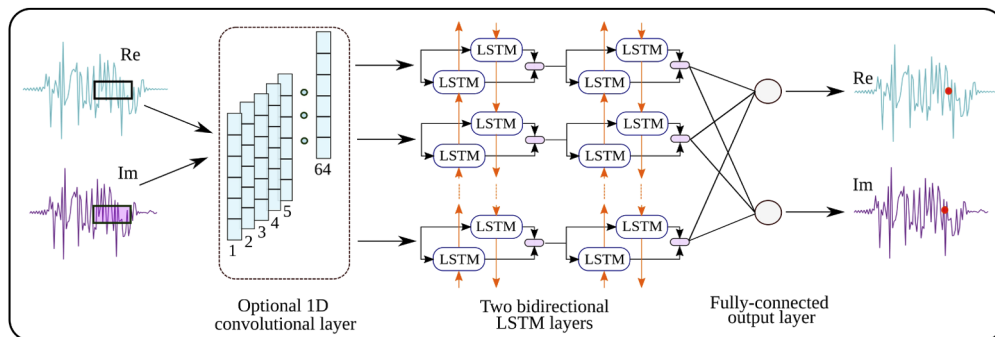 Re
Im
1 2 3 4 5 64
Optional 1D
convolutional layer
LSTM LSTM
LSTM LSTM
LSTM LSTM
LSTM LSTM
LSTM LSTM
LSTM LSTM
Two bidirectional
LSTM layers
Fully-connected
output layer
Re
Im